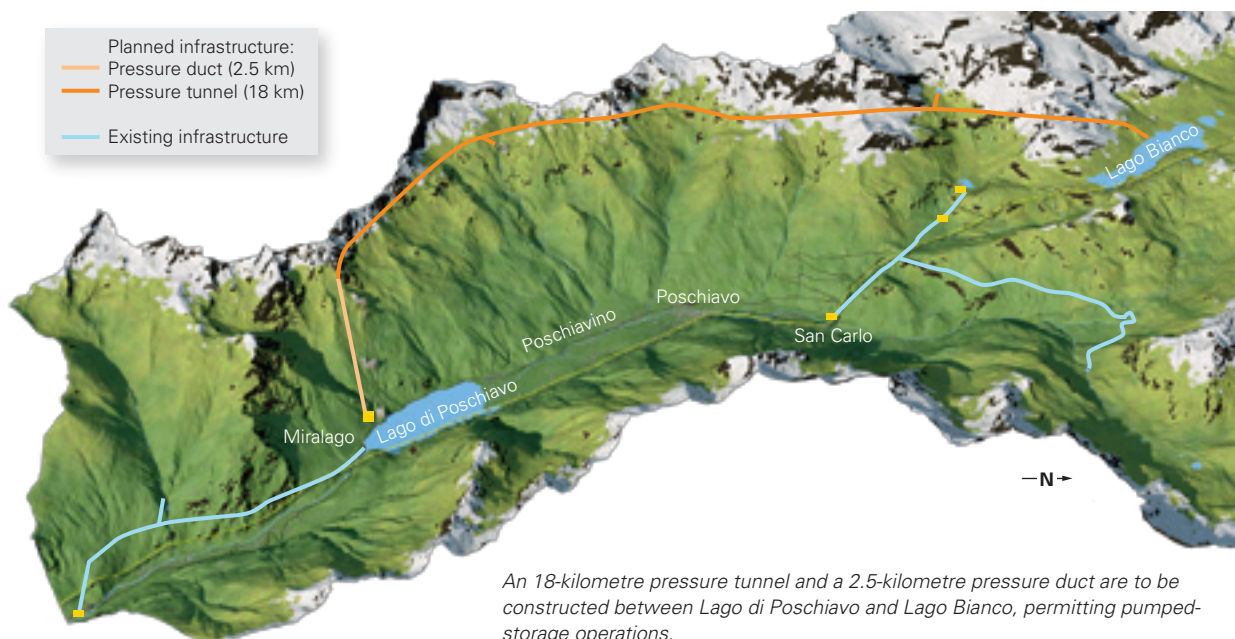 Planned infrastructure:
Pressure duct (2.5 km)
Pressure tunnel (18 km)
Existing infrastructure
Lago Bianco
Poschiavo
Poschiavino
San Carlo
Lago di Poschiavo
Miralago
N
An 18-kilometre pressure tunnel and a 2.5-kilometre pressure duct are to be
constructed between Lago di Poschiavo and Lago Bianco, permitting pumped-
storage operations.